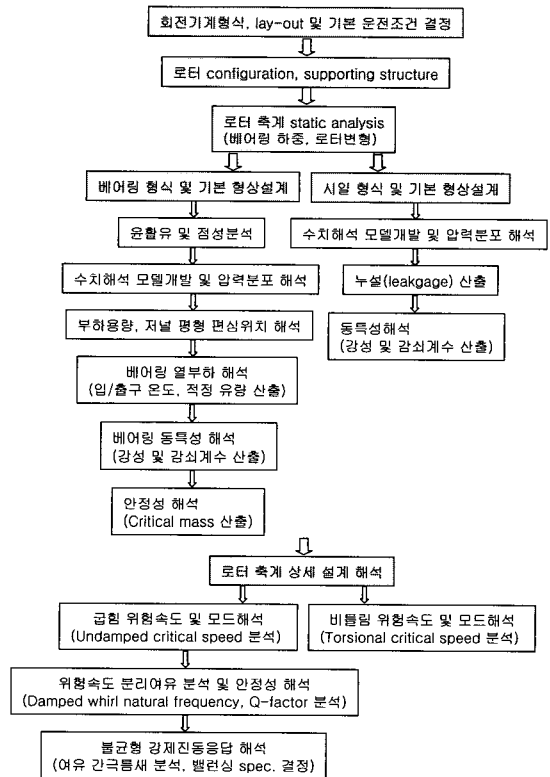 회전기계형식, lay-out 및 기본 운전조건 결정
로터 configuration, supporting structure
로터 축계 static analysis
(베어링 하중, 로터변형)
베어링 형식 및 기본 형상설계
시일 형식 및 기본 형상설계
윤활유 및 점성분석
수치해석 모델개발 및 압력분포 해석
수치해석 모델개발 및 압력분포 해석
누설(leakgage) 산출
부하용량, 저널 평형 편심위치 해석
동특성해석
(강성 및 감쇠계수 산출)
베어링 열부하 해석
(입/출구 온도, 적정 유량 산출)
베어링 동특성 해석
(강성 및 감쇠계수 산출)
안정성 해석
(Critical mass 산출)
로터 축계 상세 설계 해석
굽힘 위험속도 및 모드해석
(Undamped critical speed 분석)
비틀림 위험속도 및 모드해석
(Torsional critical speed 분석)
위험속도 분리여유 분석 및 안정성 해석
(Damped whirl natural frequency, Q-factor 분석)
불균형 강제진동응답 해석
(여유 간극틈새 분석, 밸런싱 spec. 결정)